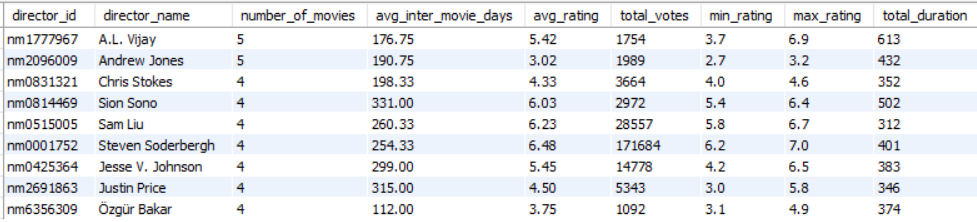 director_id director_name number_of_movies avg_inter_movie_days avg_rating total_votes min_rating max_rating total_duration
nm1777967 A.L. Vijay 5 176.75 5.42 1754 3.7 6.9 613
nm2096009 Andrew Jones 5 190.75 3.02 1989 2.7 3.2 432
nm0831321 Chris Stokes 4 198.33 4.33 3664 4.0 4.6 352
nm0814469 Sion Sono 4 331.00 6.03 2972 5.4 6.4 502
nm0515005 Sam Liu 4 260.33 6.23 28557 5.8 6.7 312
nm0001752 Steven Soderbergh 4 254.33 6.48 171684 6.2 7.0 401
nm0425364 Jesse V. Johnson 4 299.00 5.45 14778 4.2 6.5 383
nm2691863 Justin Price 4 315.00 4.50 5343 3.0 5.8 346
nm6356309 Özgür Bakar 4 112.00 3.75 1092 3.1 4.9 374